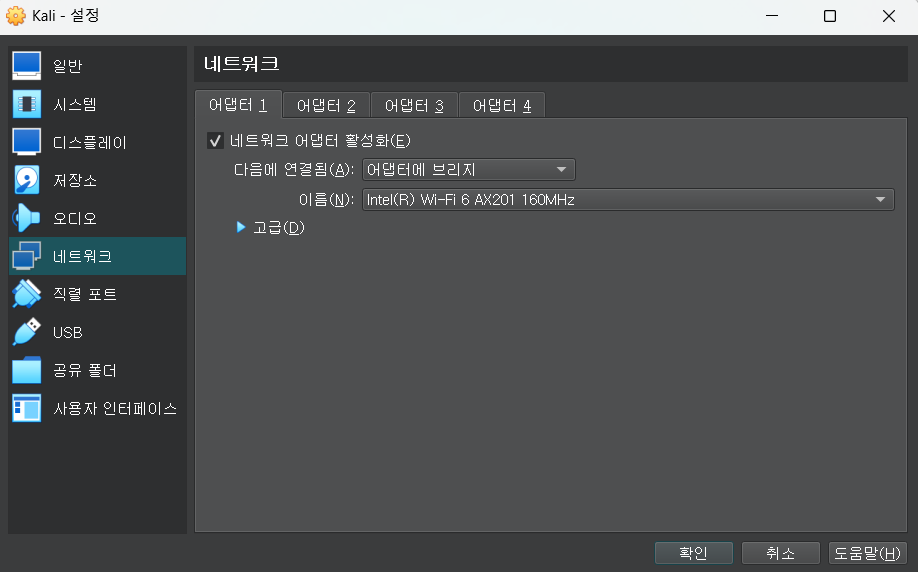 Kali - 설정
일반
시스템
디스플레이
저장소
오디오
네트워크
직렬 포트
USB
공유 폴더
사용자 인터페이스
네트워크
어댑터 1 어댑터 2 어댑터 3 어댑터 4
네트워크 어댑터 활성화(E)
다음에 연결됨(A): 어댑터에 브리지
이름(N): Intel(R) Wi-Fi 6 AX201 160MHz
고급(D)
확인 취소 도움말(H)